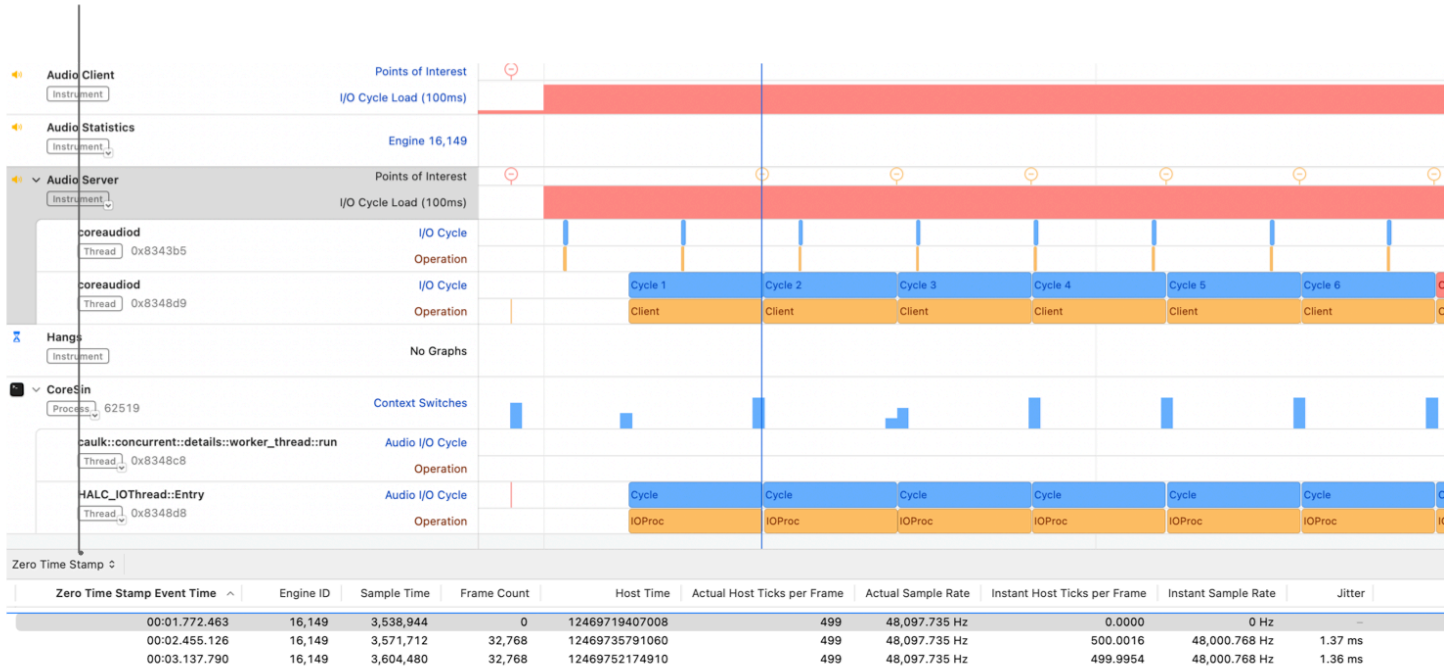 Audio Client
Points of Interest
Instrument
I/O Cycle Load (100ms)
Audio Statistics
Instrument
Engine 16,149
Audio Server
Points of Interest
Instrument
I/O Cycle Load (100ms)
coreaudiod
I/O Cycle
Thread 0x8343b5
Operation
coreaudiod
I/O Cycle
Cycle 1 Cycle 2 Cycle 3 Cycle 4 Cycle 5 Cycle 6 C
Thread 0x8348d9
Operation
Client Client Client Client Client Client C
Hangs
Instrument
No Graphs
CoreSin
Process 62519
Context Switches
caulk::concurrent::details::worker_thread::run
Audio I/O Cycle
Thread 0x8348c8
Operation
HALC_IOThread::Entry
Audio I/O Cycle
Cycle Cycle Cycle Cycle Cycle Cycle C
Thread 0x8348d8
Operation
IOProc IOProc IOProc IOProc IOProc IOProc
Zero Time Stamp
Zero Time Stamp Event Time Engine ID Sample Time Frame Count Host Time Actual Host Ticks per Frame Actual Sample Rate Instant Host Ticks per Frame Instant Sample Rate Jitter
00:01.772.463 16,149 3,538,944 0 12469719407008 499 48,097.735 Hz 0.0000 0 Hz –
00:02.455.126 16,149 3,571,712 32,768 12469735791060 499 48,097.735 Hz 500.0016 48,000.768 Hz 1.37 ms
00:03.137.790 16,149 3,604,480 32,768 12469752174910 499 48,097.735 Hz 499.9954 48,000.768 Hz 1.36 ms